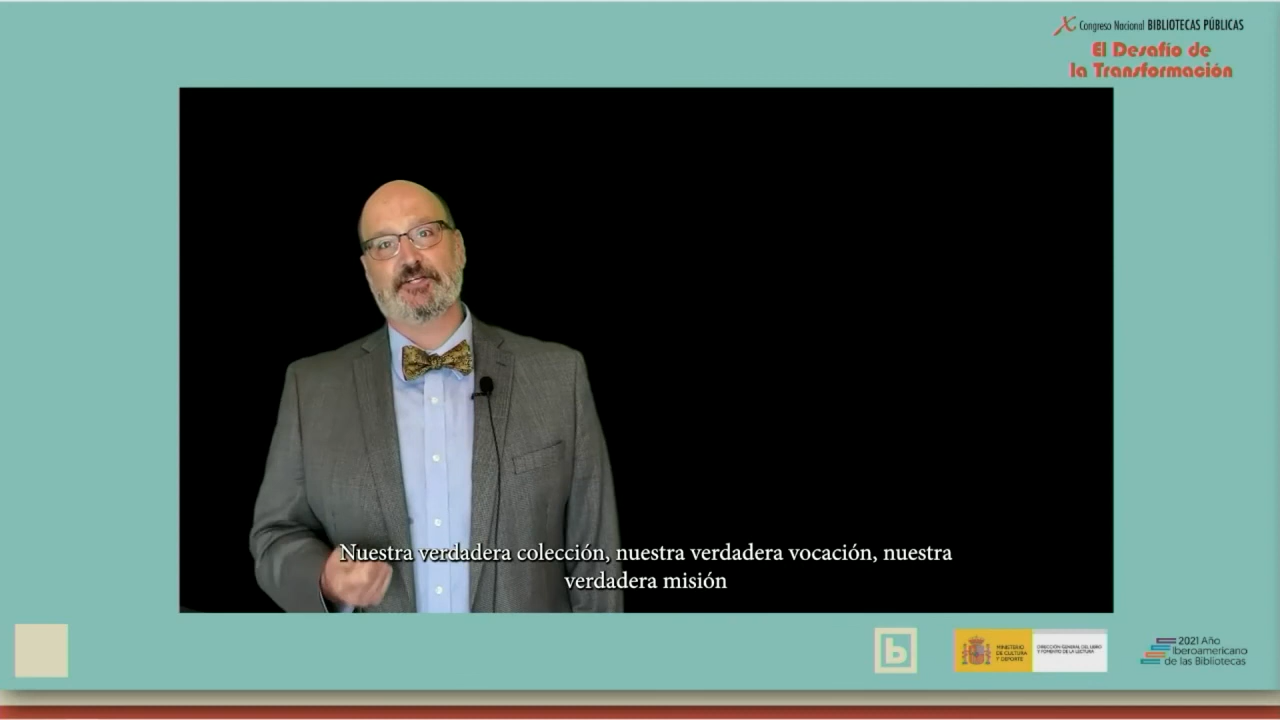 X Congreso Nacional BIBLIOTECAS PÚBLICAS
El Desafío de
la Transformación
Nuestra verdadera colección, nuestra verdadera vocación, nuestra
verdadera misión
b
MINISTERIO
DE CULTURA
Y DEPORTE
DIRECCIÓN GENERAL DEL LIBRO
Y FOMENTO DE LA LECTURA
2021 Año
Iberoamericano
de las Bibliotecas